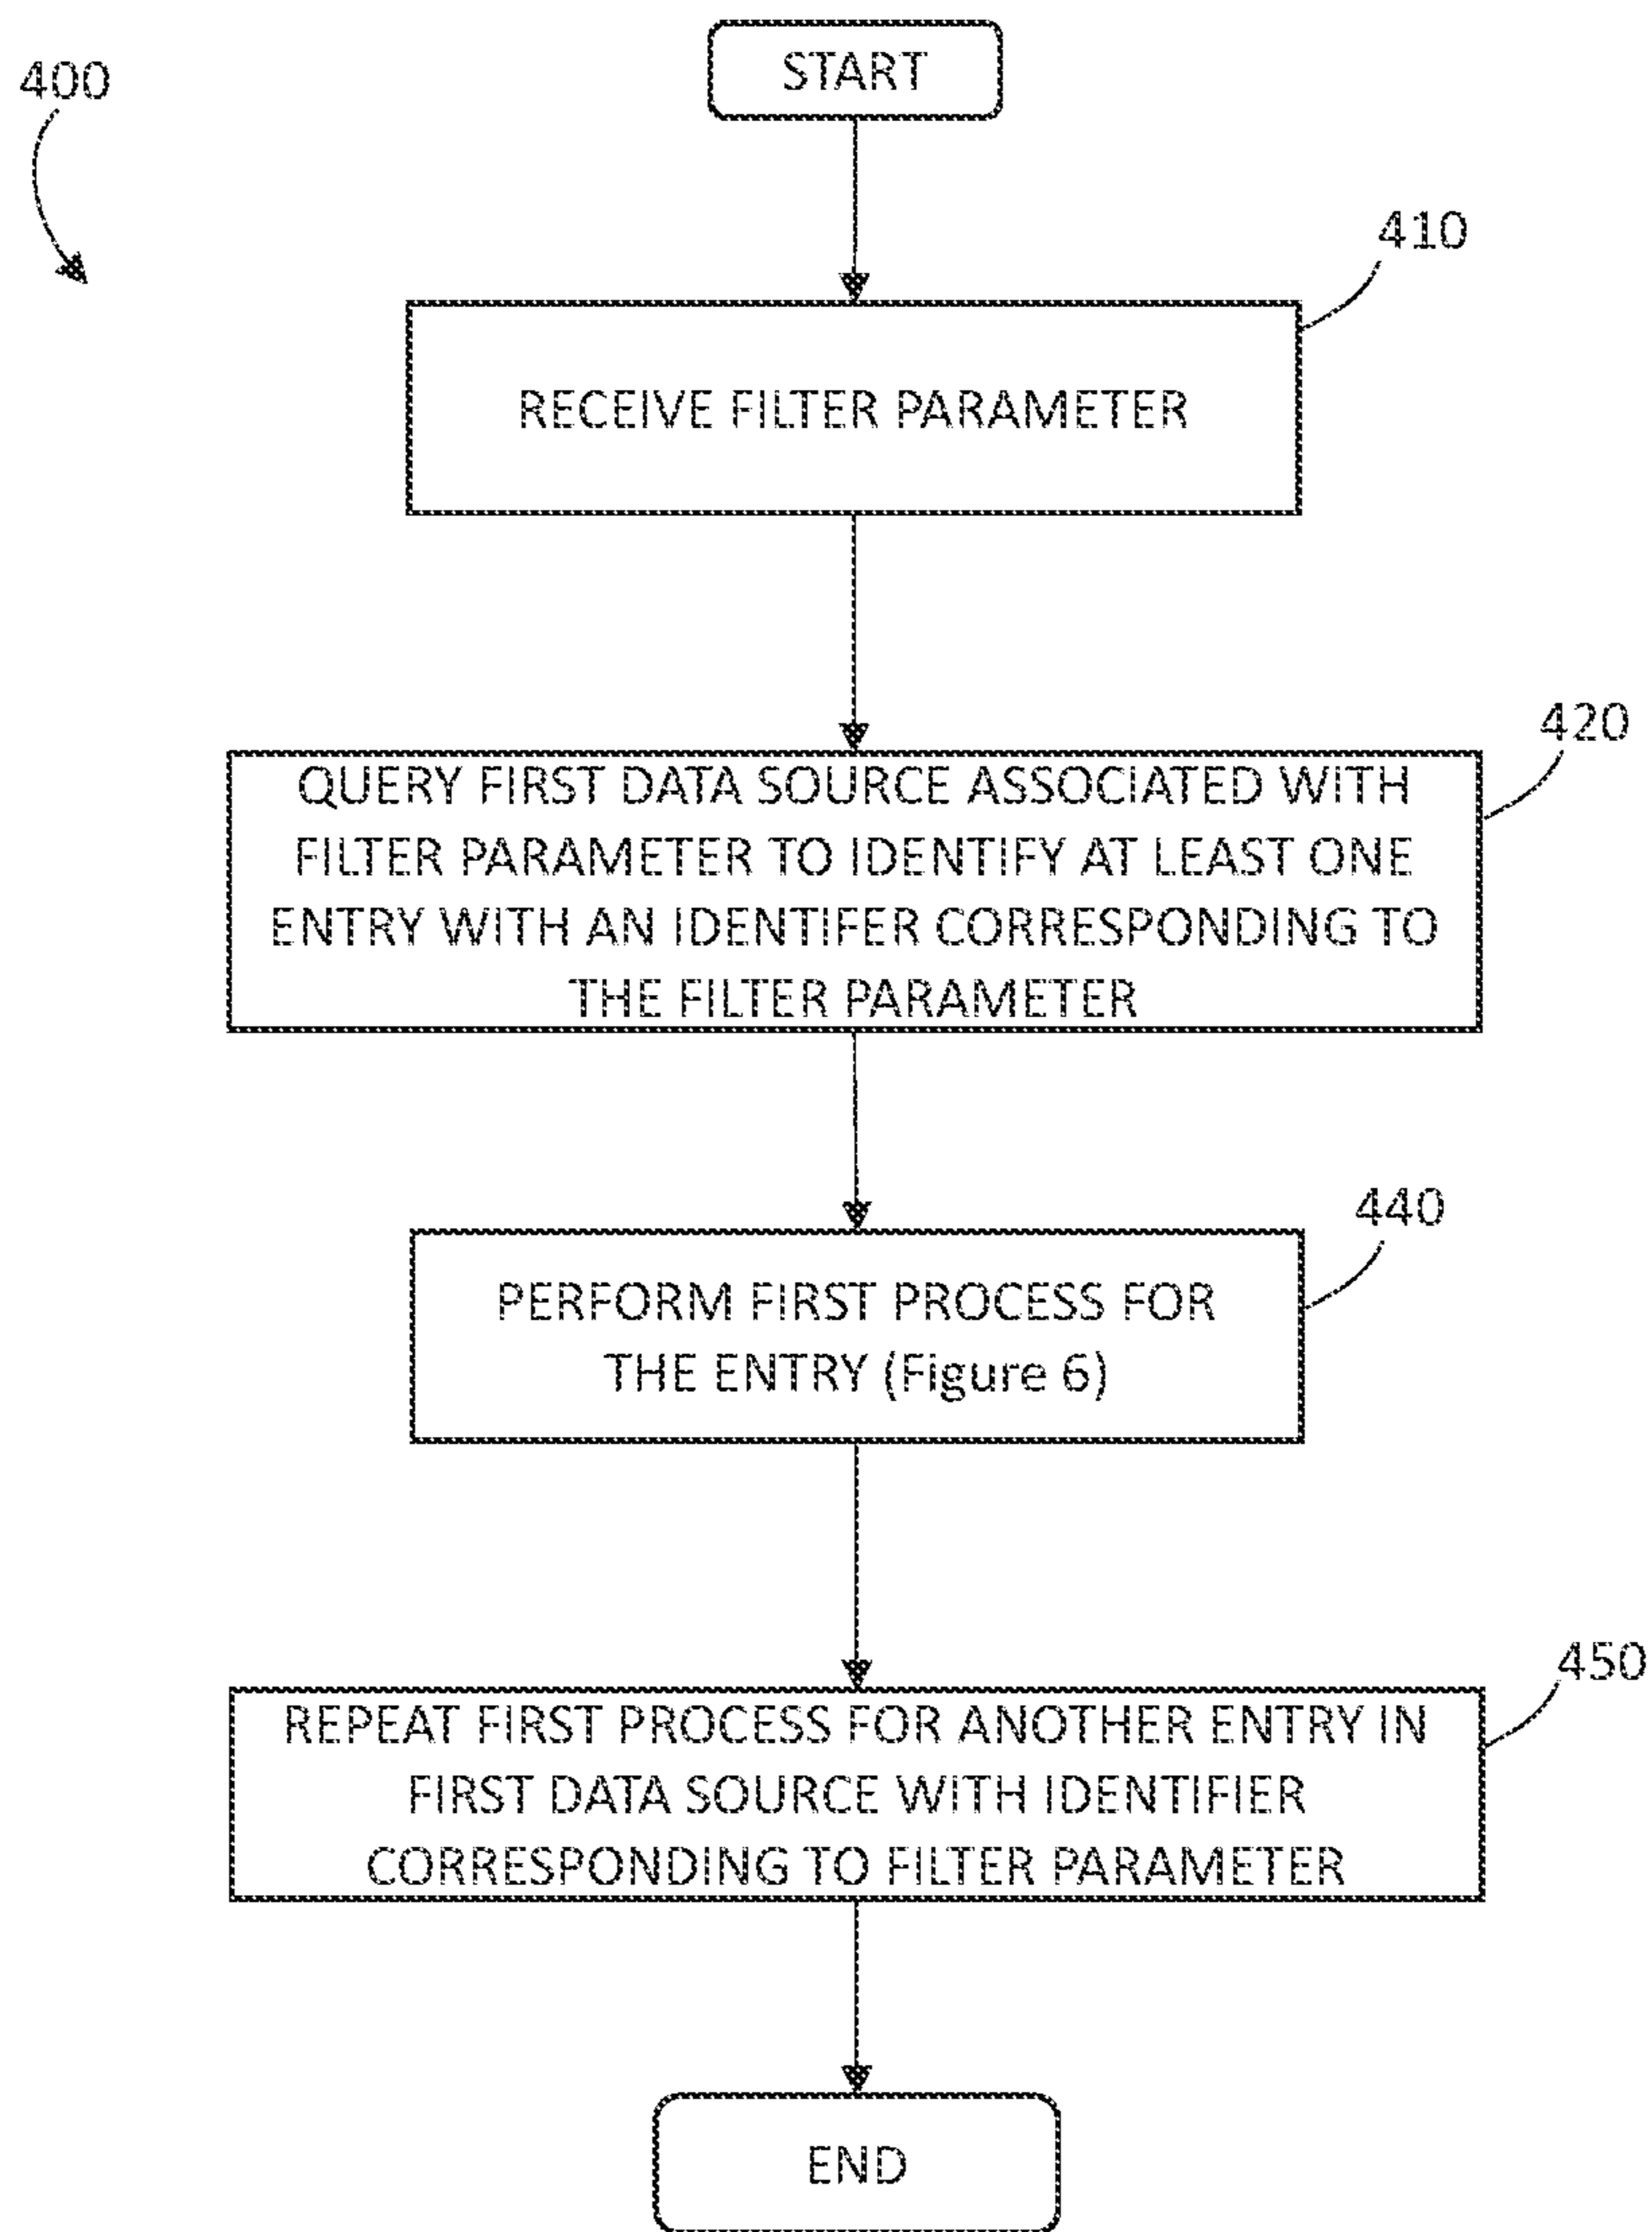 START
400
410
RECEIVE FILTER PARAMETER
420
QUERY FIRST DATA SOURCE ASSOCIATED WITH
FILTER PARAMETER TO IDENTIFY AT LEAST ONE
ENTRY WITH AN IDENTIFER CORRESPONDING TO
THE FILTER PARAMETER
440
PERFORM FIRST PROCESS FOR
THE ENTRY (Figure 6)
450
REPEAT FIRST PROCESS FOR ANOTHER ENTRY IN
FIRST DATA SOURCE WITH IDENTIFIER
CORRESPONDING TO FILTER PARAMETER
END